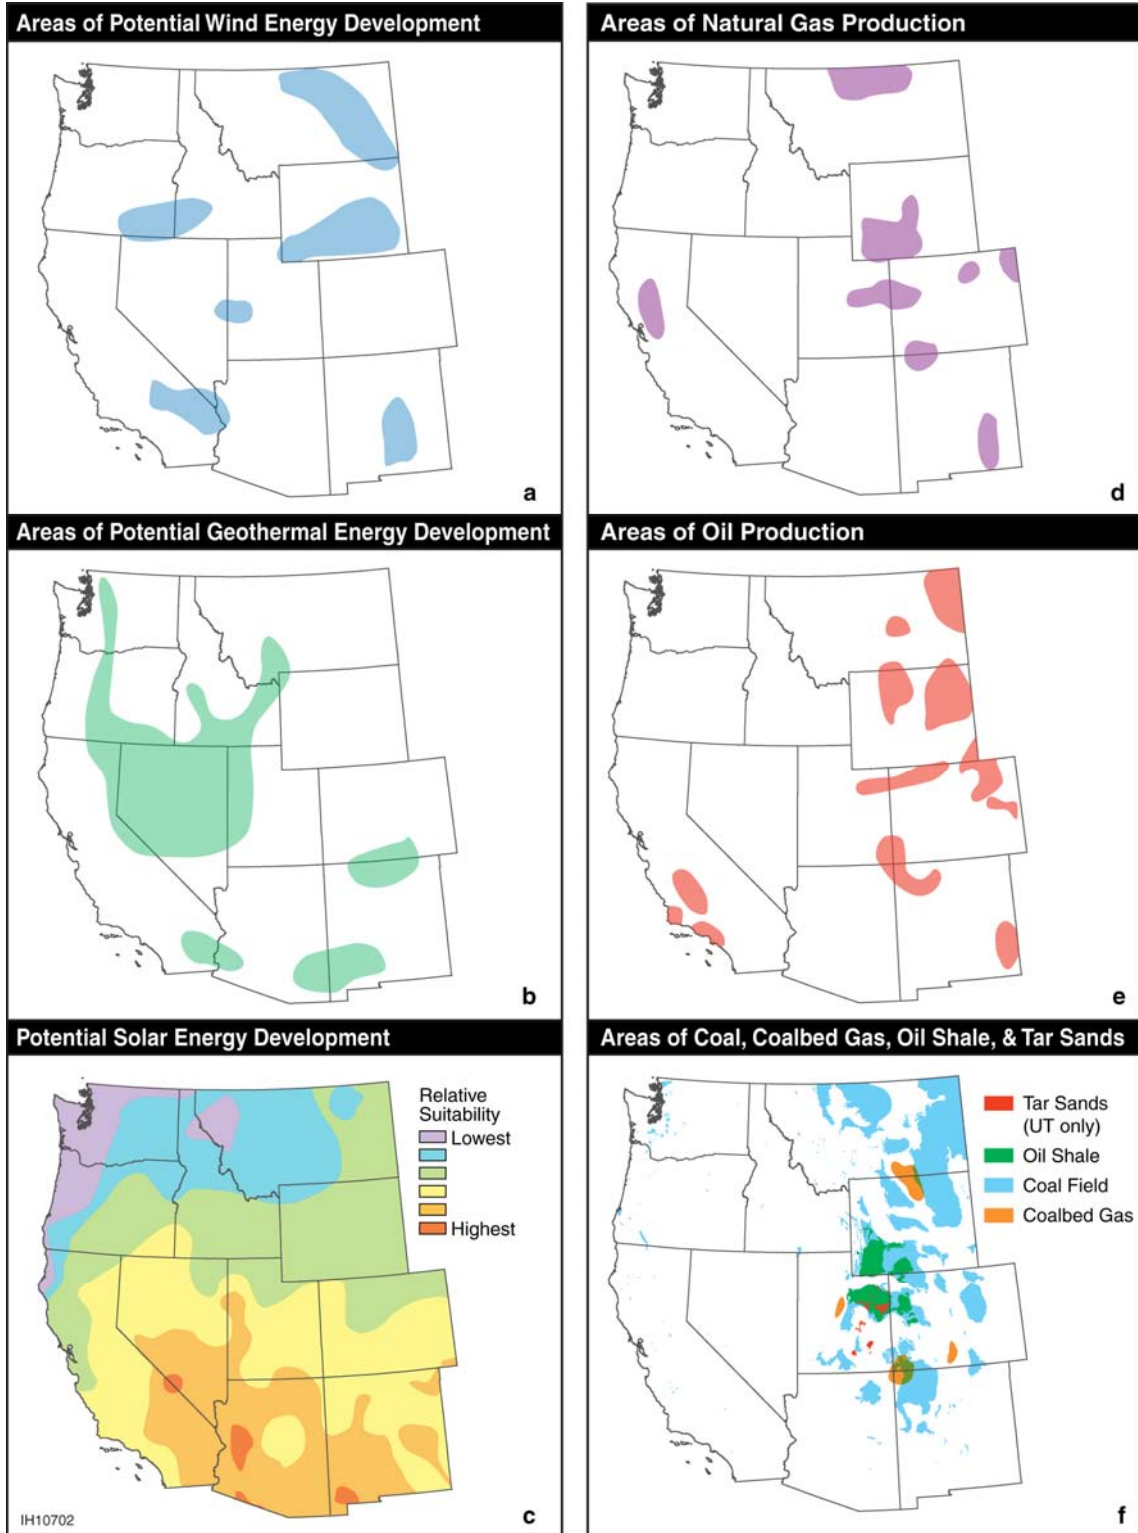 Areas of Potential Wind Energy Development
a
Areas of Natural Gas Production
d
Areas of Potential Geothermal Energy Development
b
Areas of Oil Production
e
Potential Solar Energy Development
Relative
Suitability
Lowest
Highest
IH10702
c
Areas of Coal, Coalbed Gas, Oil Shale, & Tar Sands
Tar Sands
(UT only)
Oil Shale
Coal Field
Coalbed Gas
f